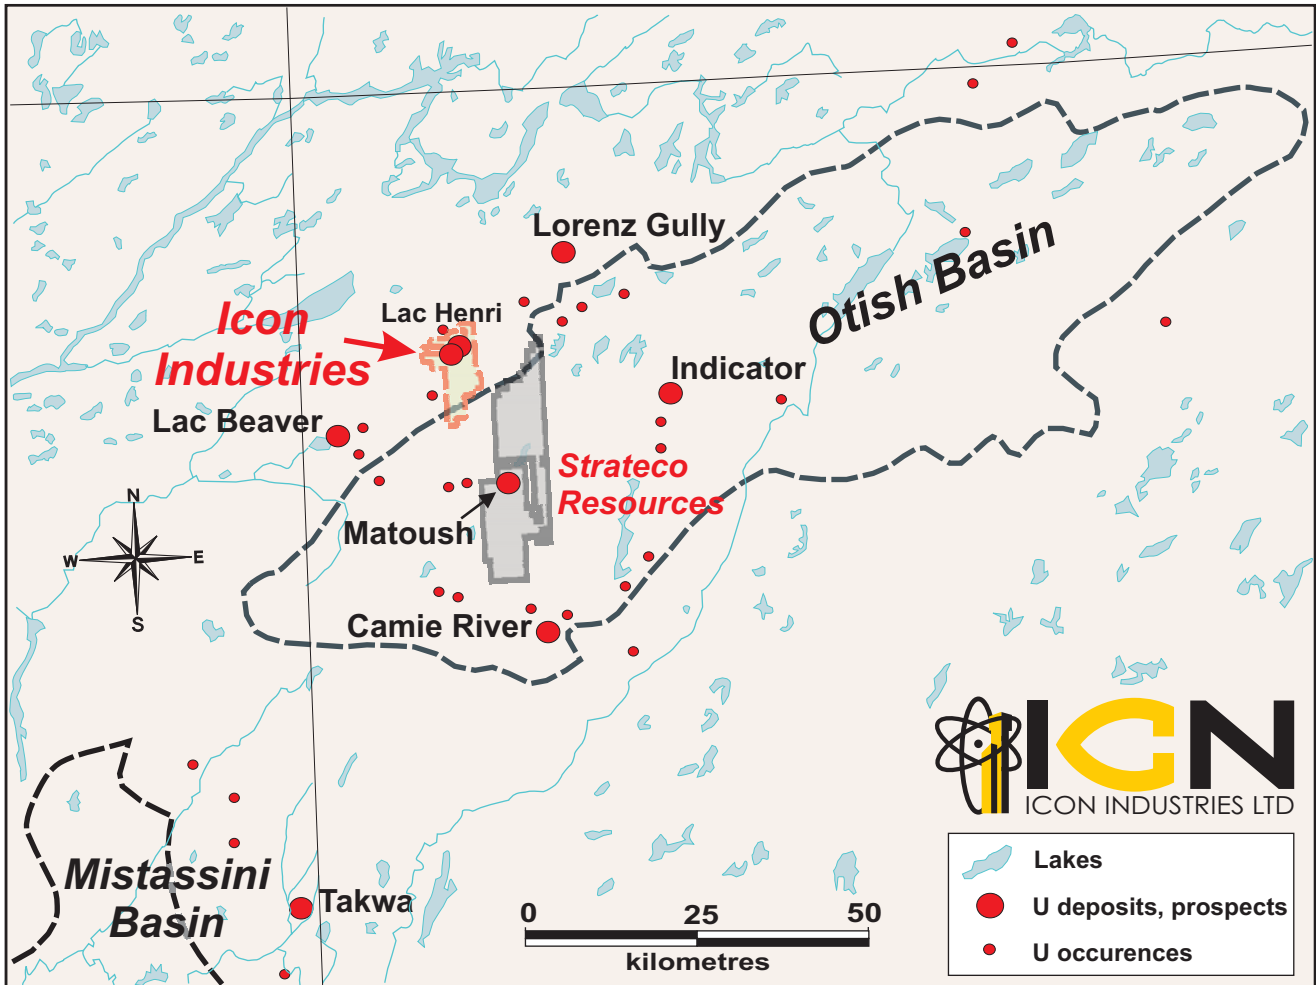 Lorenz Gully
Otish Basin
Icon
Industries
Lac Henri
Indicator
Lac Beaver
Strateco
Resources
Matoush
N
W
E
S
Camie River
ICN
ICON INDUSTRIES LTD
Mistassini
Basin
Takwa
0 25 50
kilometres
Lakes
U deposits, prospects
U occurences